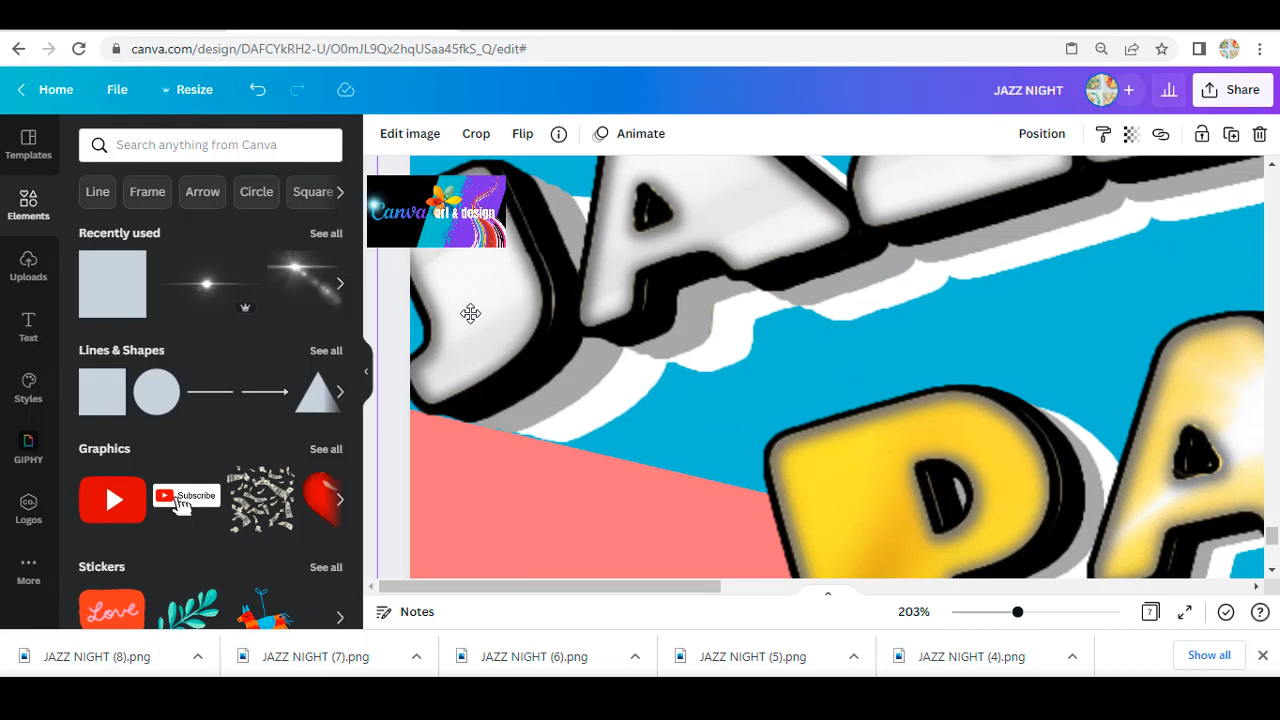 canva.com/design/DAFCYkRH2-U/O0mJL9Qx2hqUSaa45fkS_Q/edit#
Home File Resize JAZZ NIGHT Share
Edit image Crop Flip Animate Position
Templates
Elements
Uploads
Text
Styles
GIPHY
Logos
More
Search anything from Canva
Line Frame Arrow Circle Square
Recently used See all
Lines & Shapes See all
Graphics See all
Subscribe
Stickers See all
Love
Canva art & design
JA
PA
Notes 203% 7
JAZZ NIGHT (8).png JAZZ NIGHT (7).png JAZZ NIGHT (6).png JAZZ NIGHT (5).png JAZZ NIGHT (4).png Show all